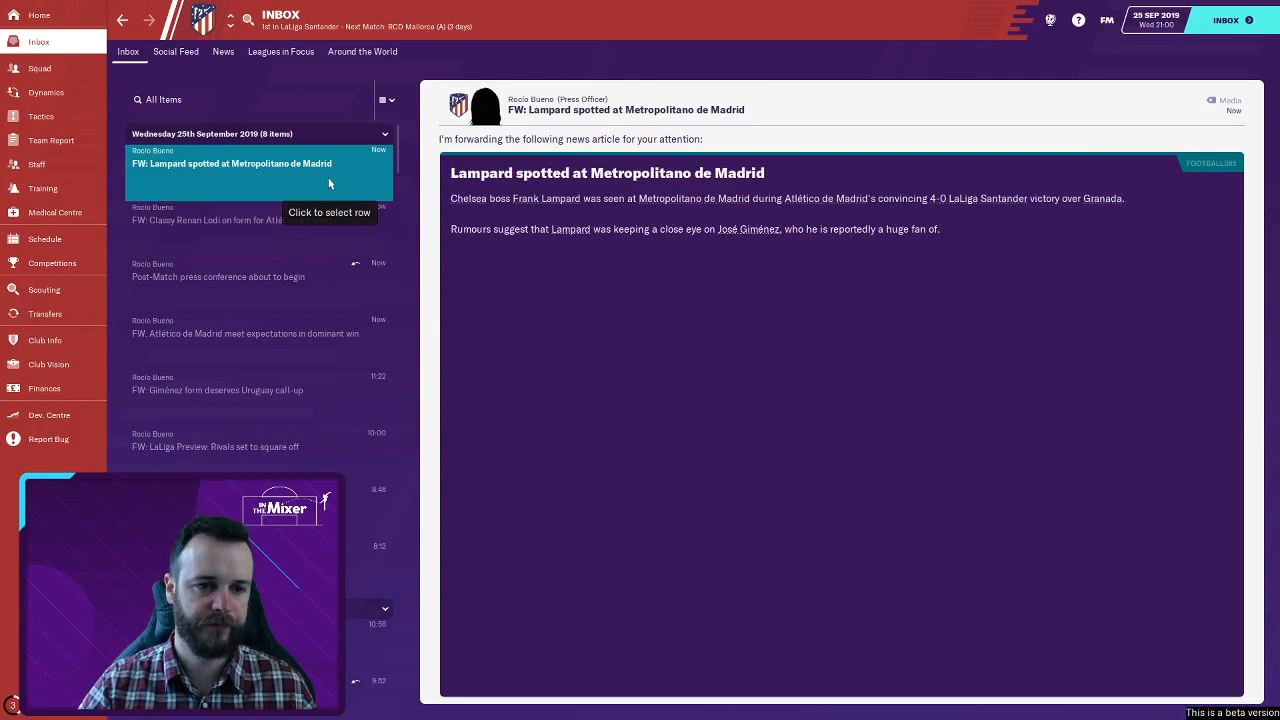 Home
Inbox
Squad
Dynamics
Tactics
Team Report
Staff
Training
Medical Centre
Schedule
Competitions
Scouting
Transfers
Club Info
Club Vision
Finances
Dev. Centre
Report Bug
3
INBOX
1st in LaLiga Santander - Next Match: RCD Mallorca (A) (3 days)
FM
25 SEP 2019
Wed 21:00
INBOX
Inbox
Social Feed
News
Leagues in Focus
Around the World
All Items
Wednesday 25th September 2019 (8 items)
Rocío Bueno
Now
FW: Lampard spotted at Metropolitano de Madrid
Click to select row
Rocío Bueno
FW: Classy Renan Lodi on form for
Rocío Bueno
Now
Post-Match press conference about to begin
Rocío Bueno
Now
FW: Atlético de Madrid meet expectations in dominant win
Rocío Bueno
11:22
FW: Giménez form deserves Uruguay call-up
Rocío Bueno
10:00
FW: LaLiga Preview: Rivals set to square off
8:46
8:12
10:56
9:52
IN THE Mixer
Rocío Bueno (Press Officer)
FW: Lampard spotted at Metropolitano de Madrid
Media
Now
I'm forwarding the following news article for your attention:
FOOTBALL365
Lampard spotted at Metropolitano de Madrid
Chelsea boss Frank Lampard was seen at Metropolitano de Madrid during Atlético de Madrid's convincing 4-0 LaLiga Santander victory over Granada.
Rumours suggest that Lampard was keeping a close eye on José Giménez, who he is reportedly a huge fan of.
This is a beta version